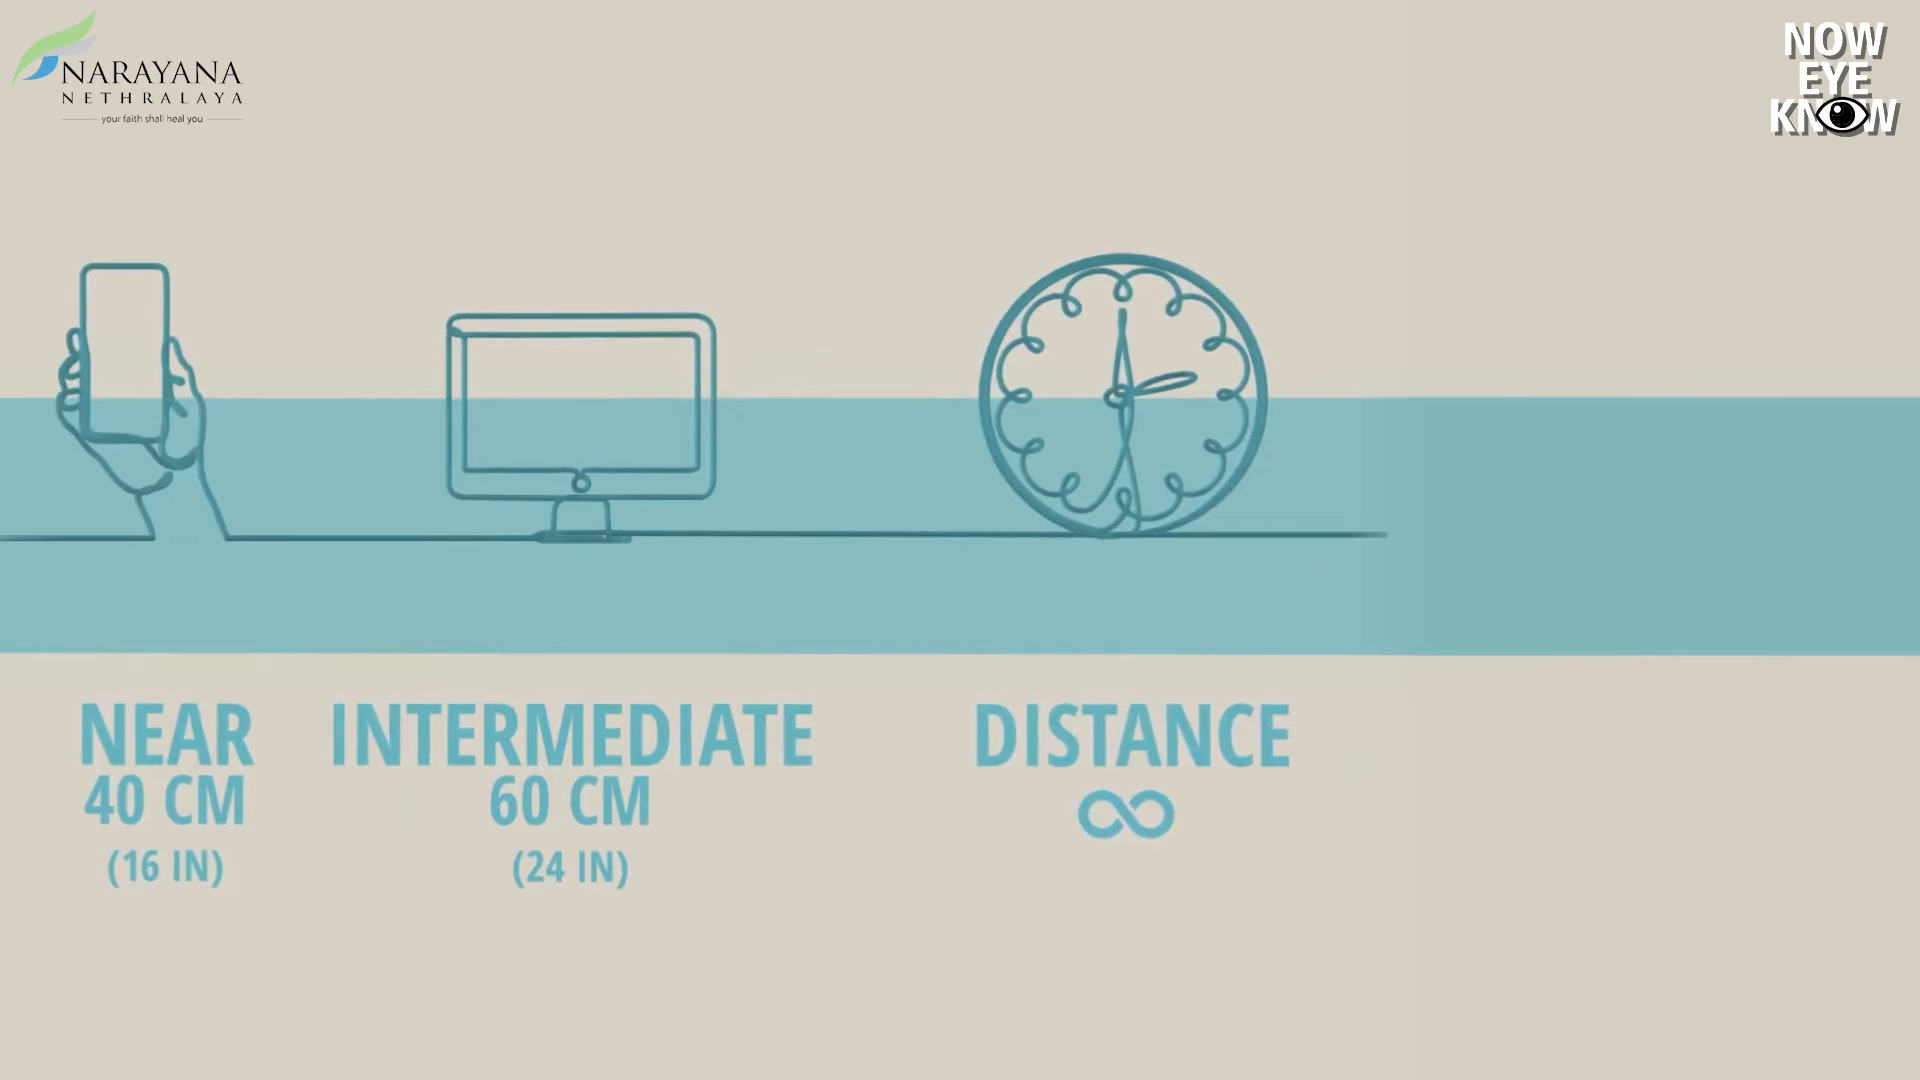 NARAYANA
NETHRALAYA
your faith shall heal you
NOW
EYE
KNOW
NEAR
40 CM
(16 IN)
INTERMEDIATE
60 CM
(24 IN)
DISTANCE
∞